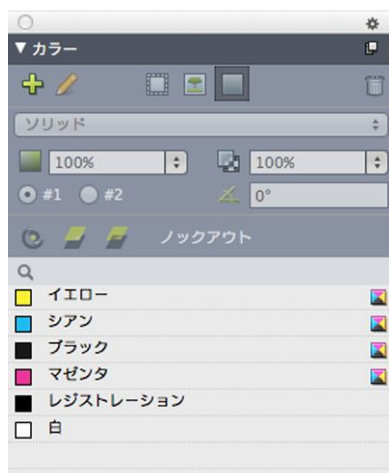 ▼ カラー
ソリッド
100% 100%
#1 #2 0°
ノックアウト
イエロー
シアン
ブラック
マゼンタ
レジストレーション
白